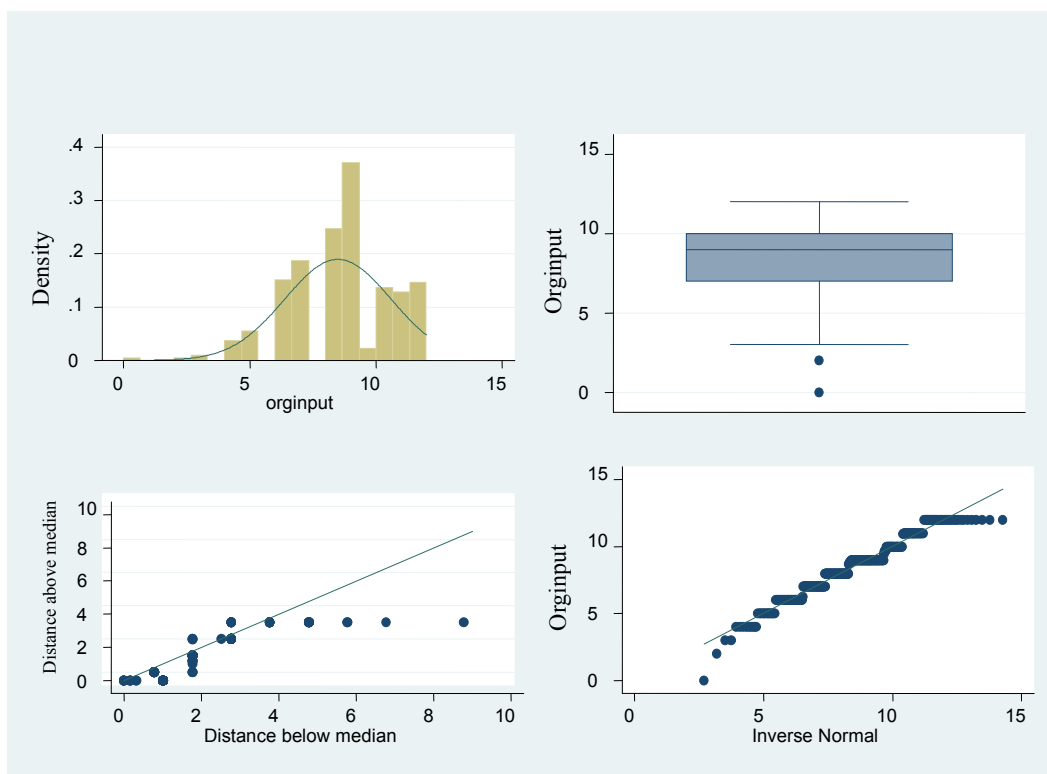 .4
.3
.2
.1
0
Density
0 5 10 15
orginput
15
10
5
0
Orginput
10
8
6
4
2
0
Distance above median
0 2 4 6 8 10
Distance below median
15
10
5
0
Orginput
0 5 10 15
Inverse Normal